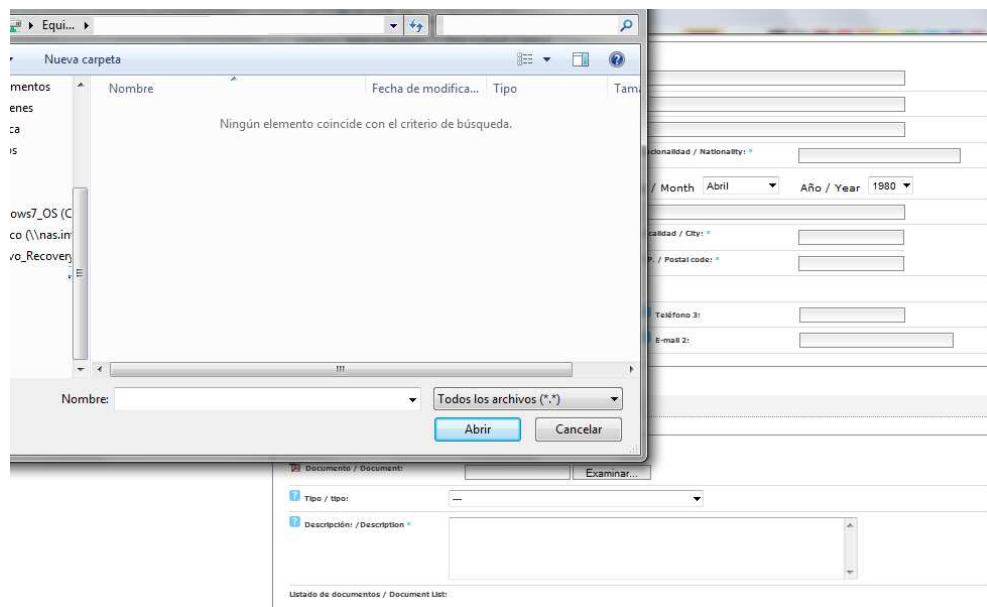 Equi...
Nueva carpeta
mentos
enes
ca
os
ows7_OS (C
co (\\nas.in
vo_Recovery
Nombre
Fecha de modifica...
Tipo
Tama
Ningún elemento coincide con el criterio de búsqueda.
Nombre:
Todos los archivos (*.*)
Abrir
Cancelar
cionalidad / Nationality: *
/ Month
Abril
Año / Year
1980
calidad / City: *
P. / Postal code: *
Teléfono 3:
E-mail 2:
Documento / Document:
Examinar...
Tipo / tipo:
---
Descripción: /Description *
Listado de documentos / Document List: